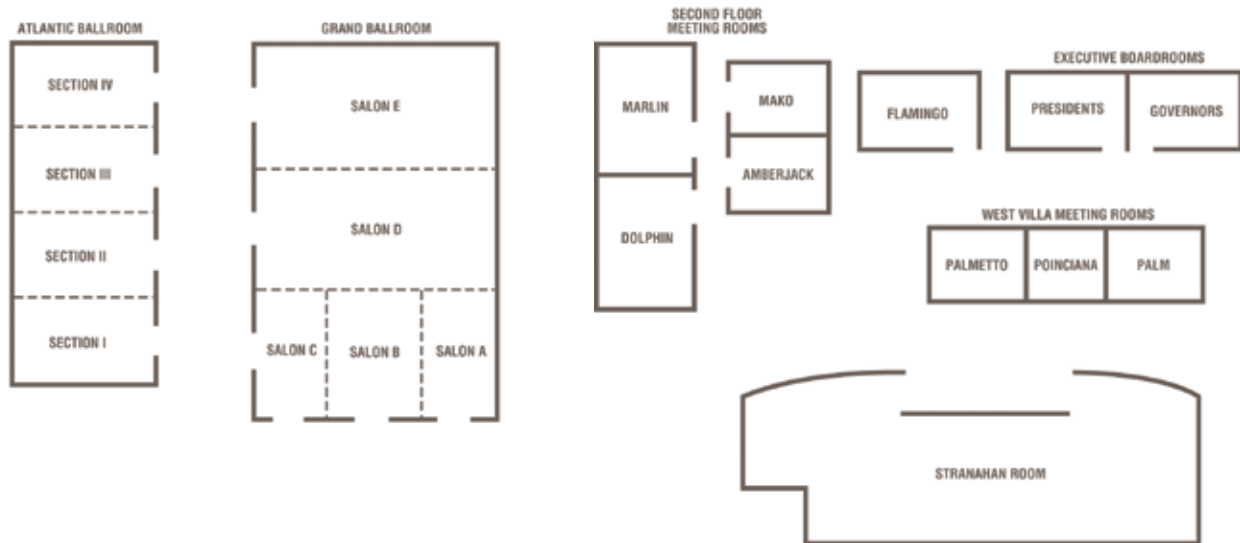 ATLANTIC BALLROOM
SECTION IV
SECTION III
SECTION II
SECTION I
GRAND BALLROOM
SALON E
SALON D
SALON C
SALON B
SALON A
SECOND FLOOR
MEETING ROOMS
MARLIN
MAKO
AMBERJACK
DOLPHIN
FLAMINGO
EXECUTIVE BOARDROOMS
PRESIDENTS
GOVERNORS
WEST VILLA MEETING ROOMS
PALMETTO
POINCIANA
PALM
STRANAHAN ROOM